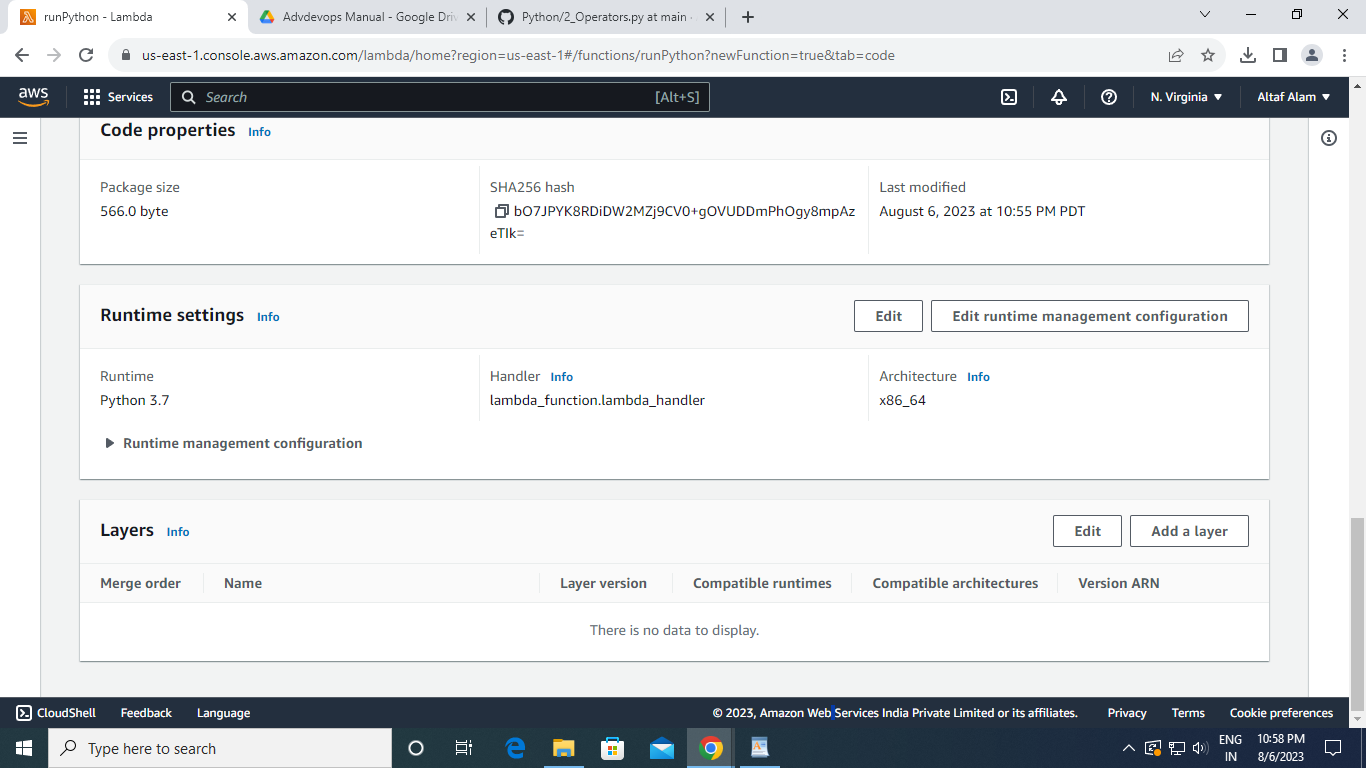 runPython - Lambda
Advdevops Manual - Google Driv
Python/2_Operators.py at main ·
us-east-1.console.aws.amazon.com/lambda/home?region=us-east-1#/functions/runPython?newFunction=true&tab=code
aws
Services
Search
[Alt+S]
N. Virginia
Altaf Alam
Code properties Info
Package size
566.0 byte
SHA256 hash
bO7JPYK8RDiDW2MZj9CV0+gOVUDDmPhOgy8mpAz
eTIk=
Last modified
August 6, 2023 at 10:55 PM PDT
Runtime settings Info
Edit
Edit runtime management configuration
Runtime
Python 3.7
Handler Info
lambda_function.lambda_handler
Architecture Info
x86_64
Runtime management configuration
Layers Info
Edit
Add a layer
Merge order
Name
Layer version
Compatible runtimes
Compatible architectures
Version ARN
There is no data to display.
CloudShell
Feedback
Language
© 2023, Amazon Web Services India Private Limited or its affiliates.
Privacy
Terms
Cookie preferences
Type here to search
ENG
IN
10:58 PM
8/6/2023